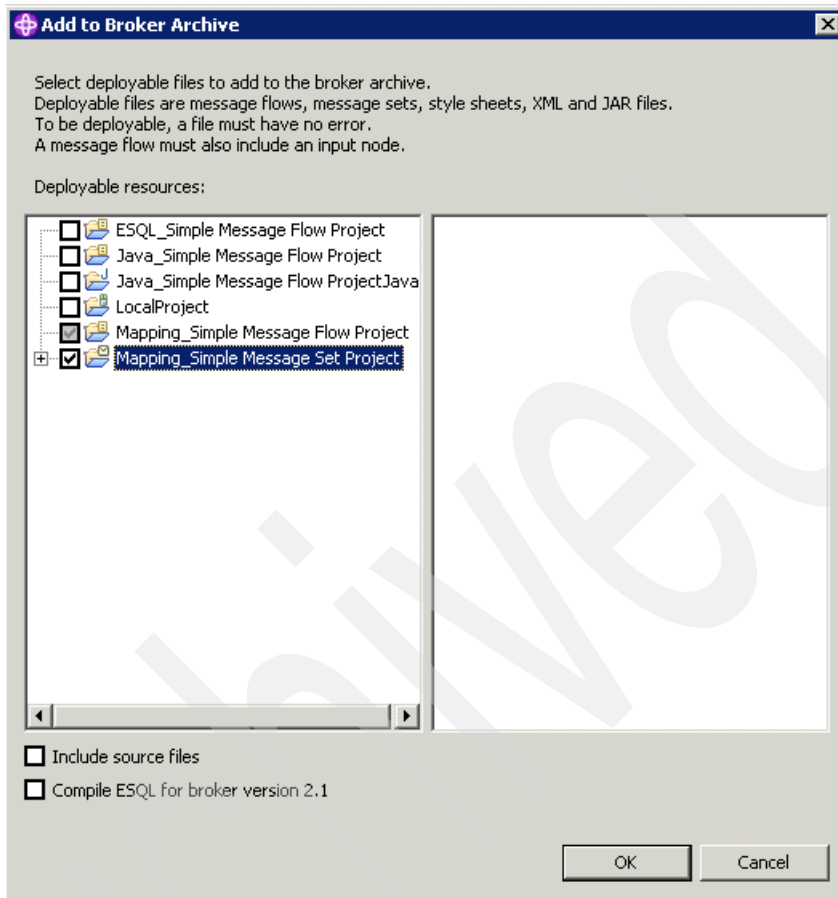 Add to Broker Archive
Select deployable files to add to the broker archive.
Deployable files are message flows, message sets, style sheets, XML and JAR files.
To be deployable, a file must have no error.
A message flow must also include an input node.
Deployable resources:
ESQL_Simple Message Flow Project
Java_Simple Message Flow Project
Java_Simple Message Flow ProjectJava
LocalProject
Mapping_Simple Message Flow Project
Mapping_Simple Message Set Project
Include source files
Compile ESQL for broker version 2.1
OK
Cancel